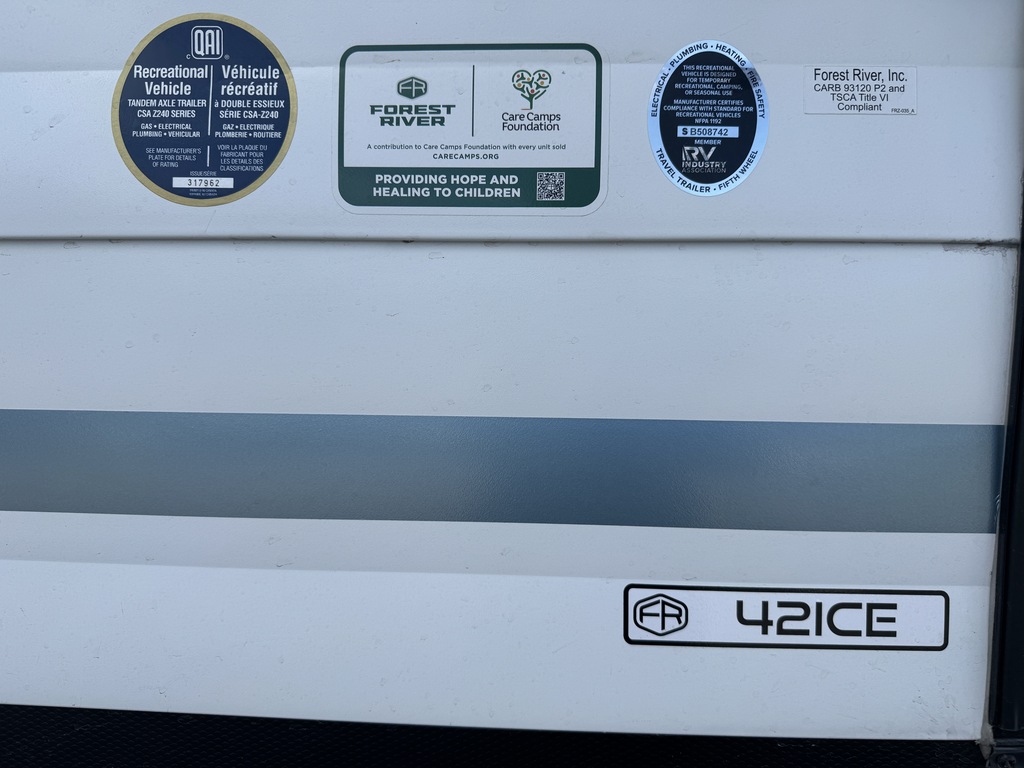 QAI
C ®
Recreational
Vehicle
TANDEM AXLE TRAILER
CSA Z240 SERIES
GAS • ELECTRICAL
PLUMBING • VEHICULAR
SEE MANUFACTURER'S
PLATE FOR DETAILS
OF RATING
Véhicule
récréatif
à DOUBLE ESSIEUX
SÉRIE CSA-Z240
GAZ • ÉLECTRIQUE
PLOMBERIE • ROUTIERE
VOIR LA PLAQUE DU
FABRICANT POUR
LES DETAILS DES
CLASSIFICATIONS
ISSUE/SÉRIE
317962
FR
FOREST
RIVER
Care Camps
Foundation
A contribution to Care Camps Foundation with every unit sold
CARECAMPS.ORG
PROVIDING HOPE AND
HEALING TO CHILDREN
ELECTRICAL • PLUMBING • HEATING • FIRE SAFETY
THIS RECREATIONAL
VEHICLE IS DESIGNED
FOR TEMPORARY
RECREATIONAL, CAMPING,
OR SEASONAL USE
MANUFACTURER CERTIFIES
COMPLIANCE WITH STANDARD FOR
RECREATIONAL VEHICLES
NFPA 1192
S B508742
MEMBER
RV
INDUSTRY
ASSOCIATION
TRAVEL TRAILER • FIFTH WHEEL
Forest River, Inc.
CARB 93120 P2 and
TSCA Title VI
Compliant
FRZ-035_A
FR 42ICE